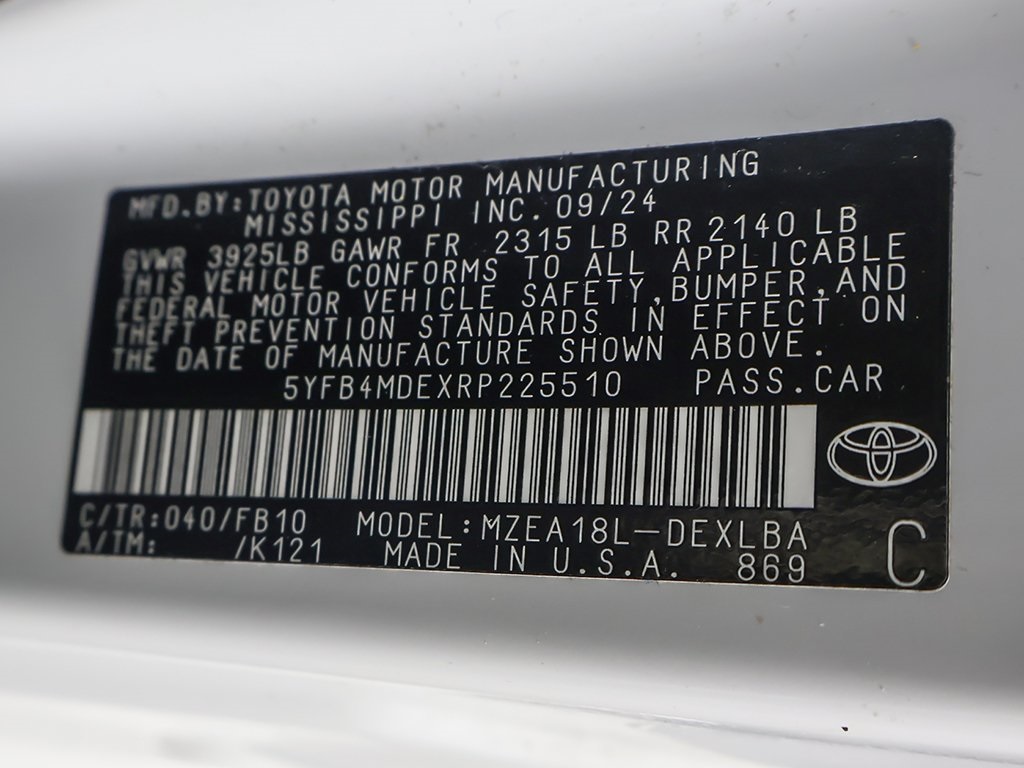 MFD.BY:TOYOTA MOTOR MANUFACTURING
MISSISSIPPI INC. 09/24
GVWR 3925LB GAWR FR 2315 LB RR 2140 LB
THIS VEHICLE CONFORMS TO ALL APPLICABLE
FEDERAL MOTOR VEHICLE SAFETY,BUMPER,AND
THEFT PREVENTION STANDARDS IN EFFECT ON
THE DATE OF MANUFACTURE SHOWN ABOVE.
5YFB4MDEXRP225510 PASS.CAR
C/TR:040/FB10 MODEL:MZEA18L-DEXLBA
A/TM: /K121 MADE IN U.S.A. 869 C